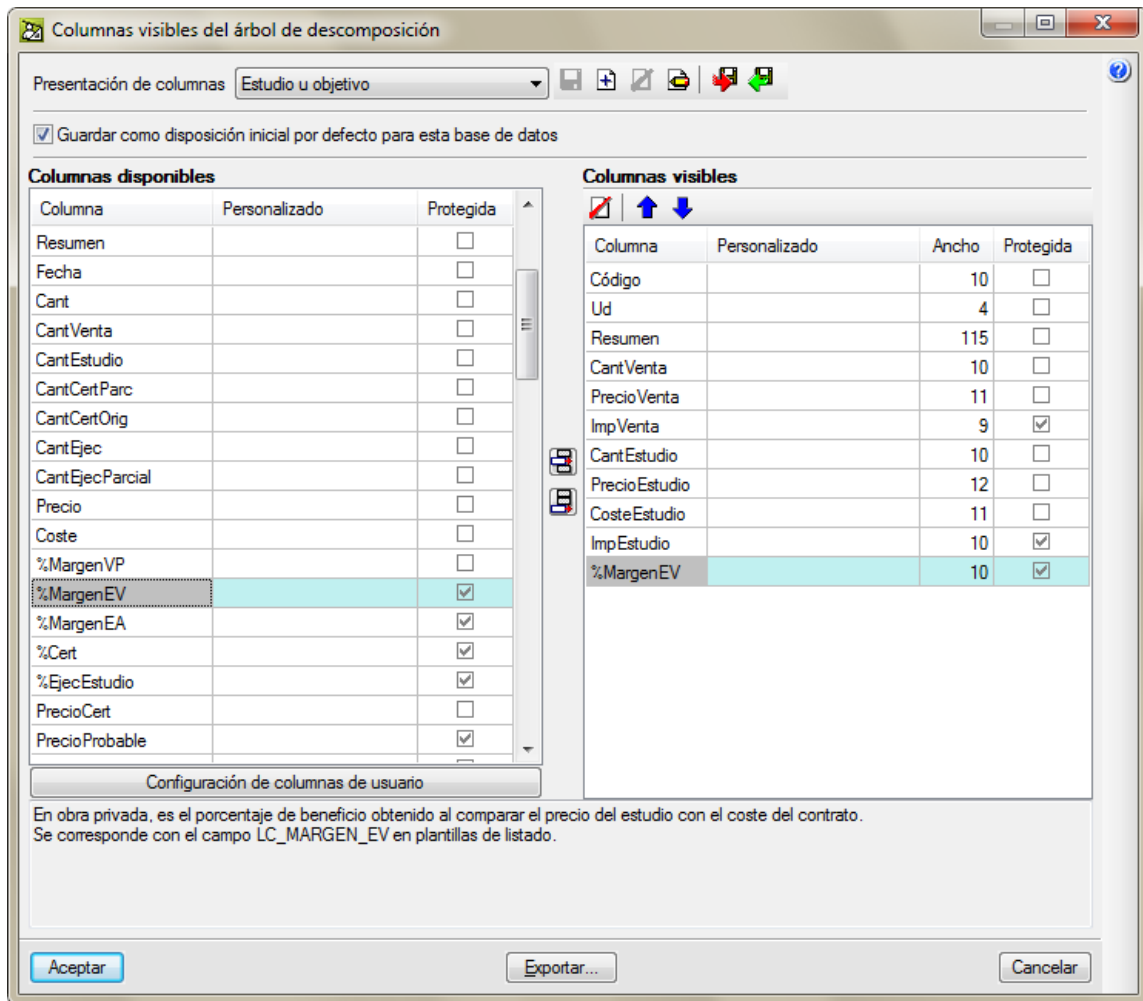 Columnas visibles del árbol de descomposición
Presentación de columnas Estudio u objetivo
Guardar como disposición inicial por defecto para esta base de datos
Columnas disponibles
Columna Personalizado Protegida
Resumen
Fecha
Cant
CantVenta
CantEstudio
CantCertParc
CantCertOrig
CantEjec
CantEjecParcial
Precio
Coste
%MargenVP
%MargenEV
%MargenEA
%Cert
%EjecEstudio
PrecioCert
PrecioProbable
Configuración de columnas de usuario
Columnas visibles
Columna Personalizado Ancho Protegida
Código 10
Ud 4
Resumen 115
CantVenta 10
PrecioVenta 11
ImpVenta 9
CantEstudio 10
PrecioEstudio 12
CosteEstudio 11
ImpEstudio 10
%MargenEV 10
En obra privada, es el porcentaje de beneficio obtenido al comparar el precio del estudio con el coste del contrato.
Se corresponde con el campo LC_MARGEN_EV en plantillas de listado.
Aceptar Exportar... Cancelar